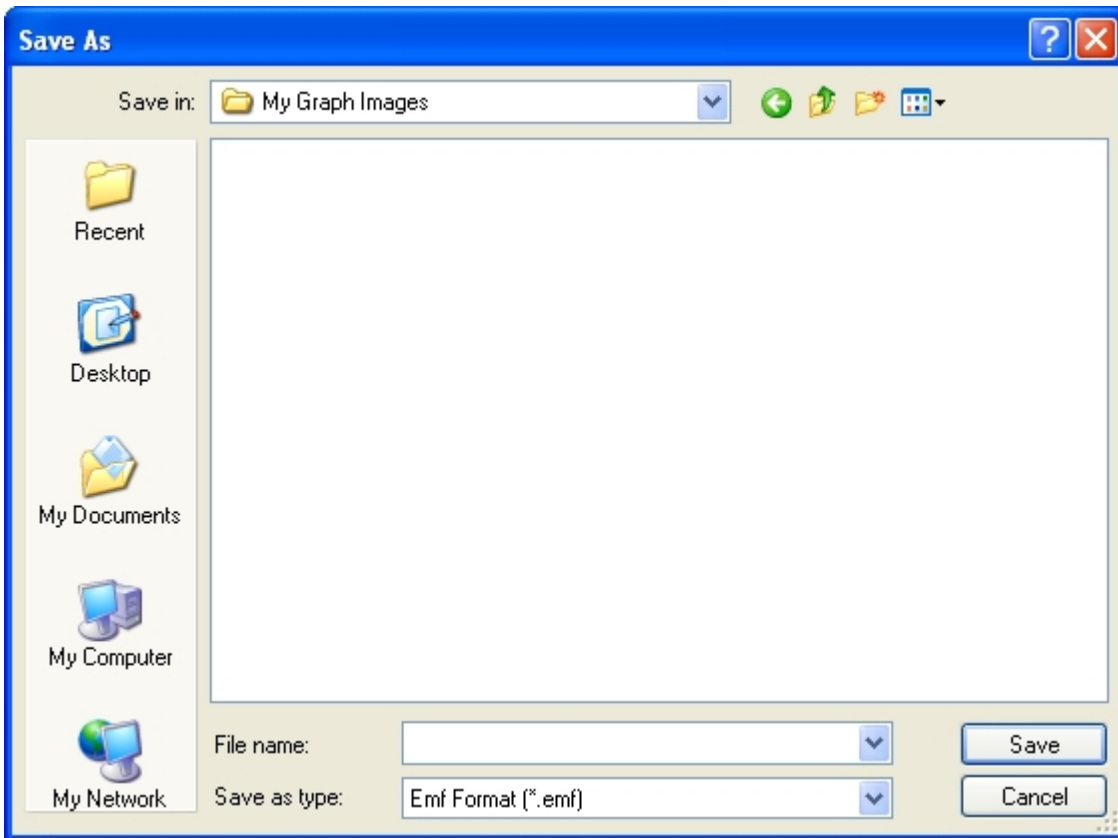 Save As
Save in:
My Graph Images
Recent
Desktop
My Documents
My Computer
My Network
File name:
Save
Save as type:
Emf Format (*.emf)
Cancel